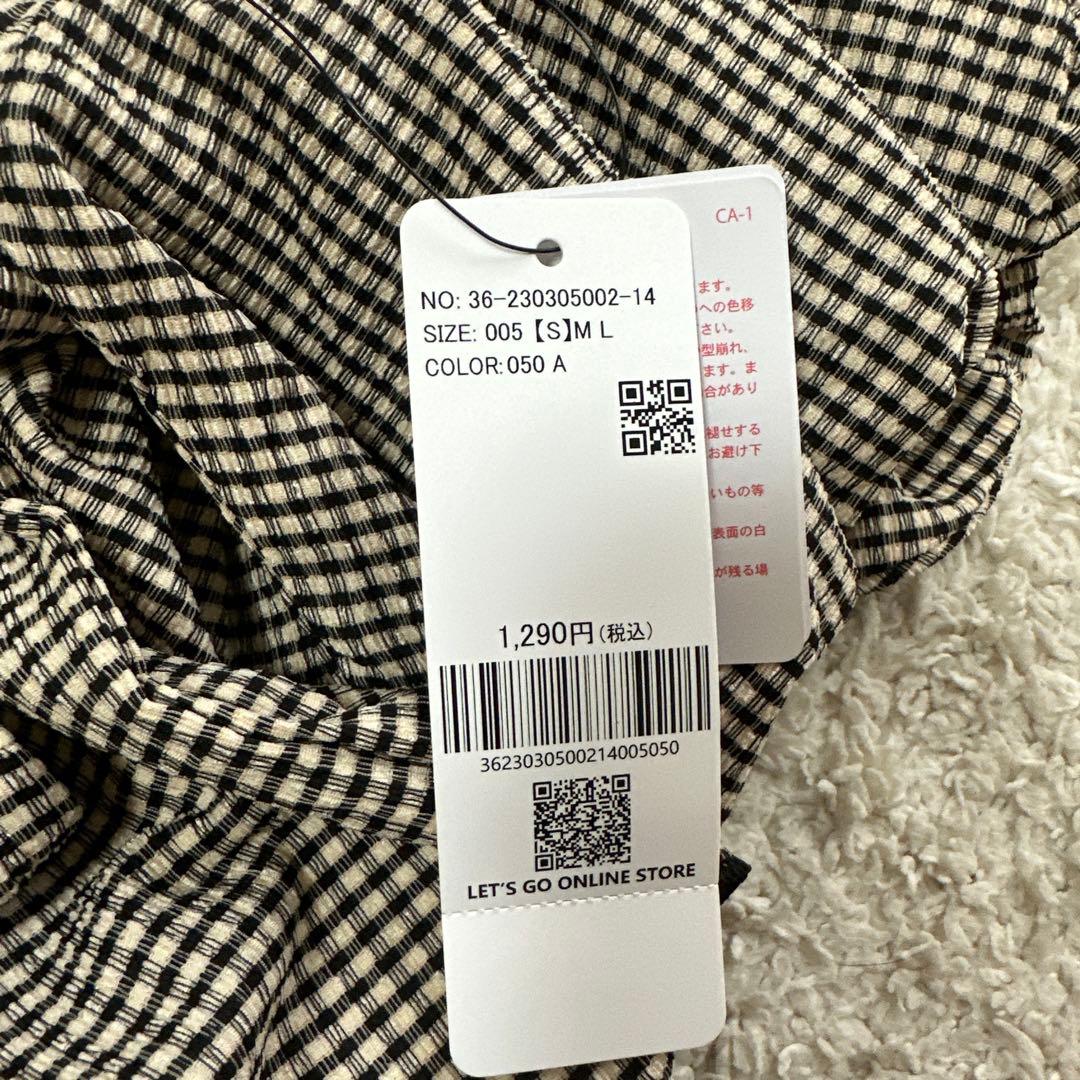 NO: 36-230305002-14
SIZE: 005【S】M L
COLOR:050 A
1,290円(税込)
3623030500214005050
LET'S GO ONLINE STORE
CA-1
ます。
への色移
さい。
型崩れ、
ます。ま
合があり
褪せする
お避け下
いもの等
表面の白
が残る場